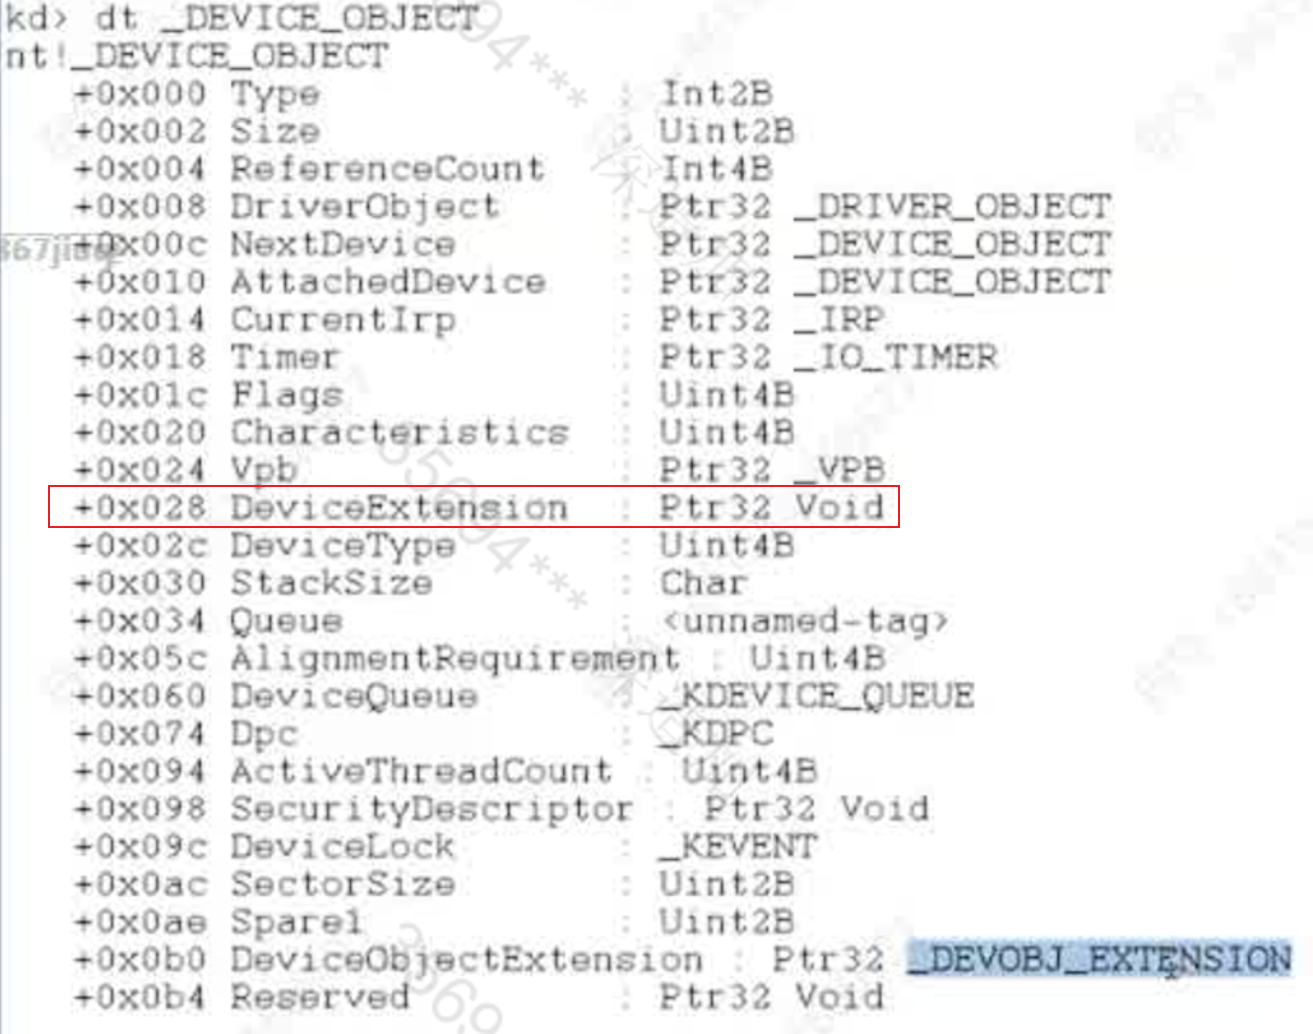 kd> dt _DEVICE_OBJECT
nt!_DEVICE_OBJECT
+0x000 Type : Int2B
+0x002 Size : Uint2B
+0x004 ReferenceCount : Int4B
+0x008 DriverObject : Ptr32 _DRIVER_OBJECT
+0x00c NextDevice : Ptr32 _DEVICE_OBJECT
+0x010 AttachedDevice : Ptr32 _DEVICE_OBJECT
+0x014 CurrentIrp : Ptr32 _IRP
+0x018 Timer : Ptr32 _IO_TIMER
+0x01c Flags : Uint4B
+0x020 Characteristics : Uint4B
+0x024 Vpb : Ptr32 _VPB
+0x028 DeviceExtension : Ptr32 Void
+0x02c DeviceType : Uint4B
+0x030 StackSize : Char
+0x034 Queue : <unnamed-tag>
+0x05c AlignmentRequirement : Uint4B
+0x060 DeviceQueue : _KDEVICE_QUEUE
+0x074 Dpc : _KDPC
+0x094 ActiveThreadCount : Uint4B
+0x098 SecurityDescriptor : Ptr32 Void
+0x09c DeviceLock : _KEVENT
+0x0ac SectorSize : Uint2B
+0x0ae Spare1 : Uint2B
+0x0b0 DeviceObjectExtension : Ptr32 _DEVOBJ_EXTENSION
+0x0b4 Reserved : Ptr32 Void